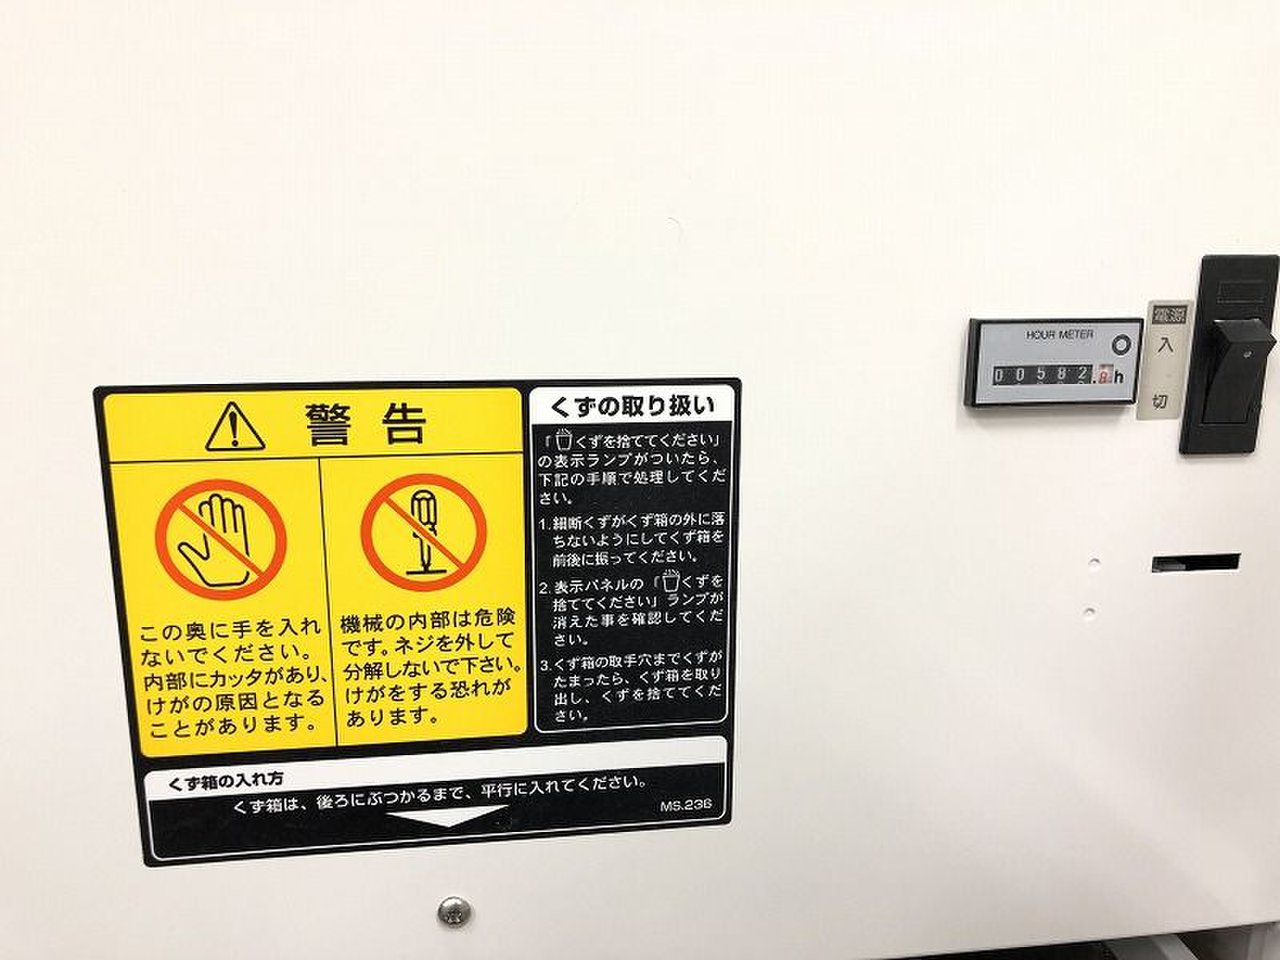 警告
この奥に手を入れ
ないでください。
内部にカッタがあり、
けがの原因となる
ことがあります。
機械の内部は危険
です。ネジを外して
分解しないで下さい。
けがをする恐れが
あります。
くずの取り扱い
「くずを捨ててください」
の表示ランプがついたら、
下記の手順で処理してくだ
さい。
1.細断くずがくず箱の外に落
ちないようにしてくず箱を
前後に振ってください。
2.表示パネルの「くずを
捨ててください」ランプが
消えた事を確認してくだ
さい。
3.くず箱の取手穴までくずが
たまったら、くず箱を取り
出し、くずを捨ててくだ
さい。
くず箱の入れ方
くず箱は、後ろにぶつかるまで、平行に入れてください。
MS.236
HOUR METER
00582.8h
電源
入
切